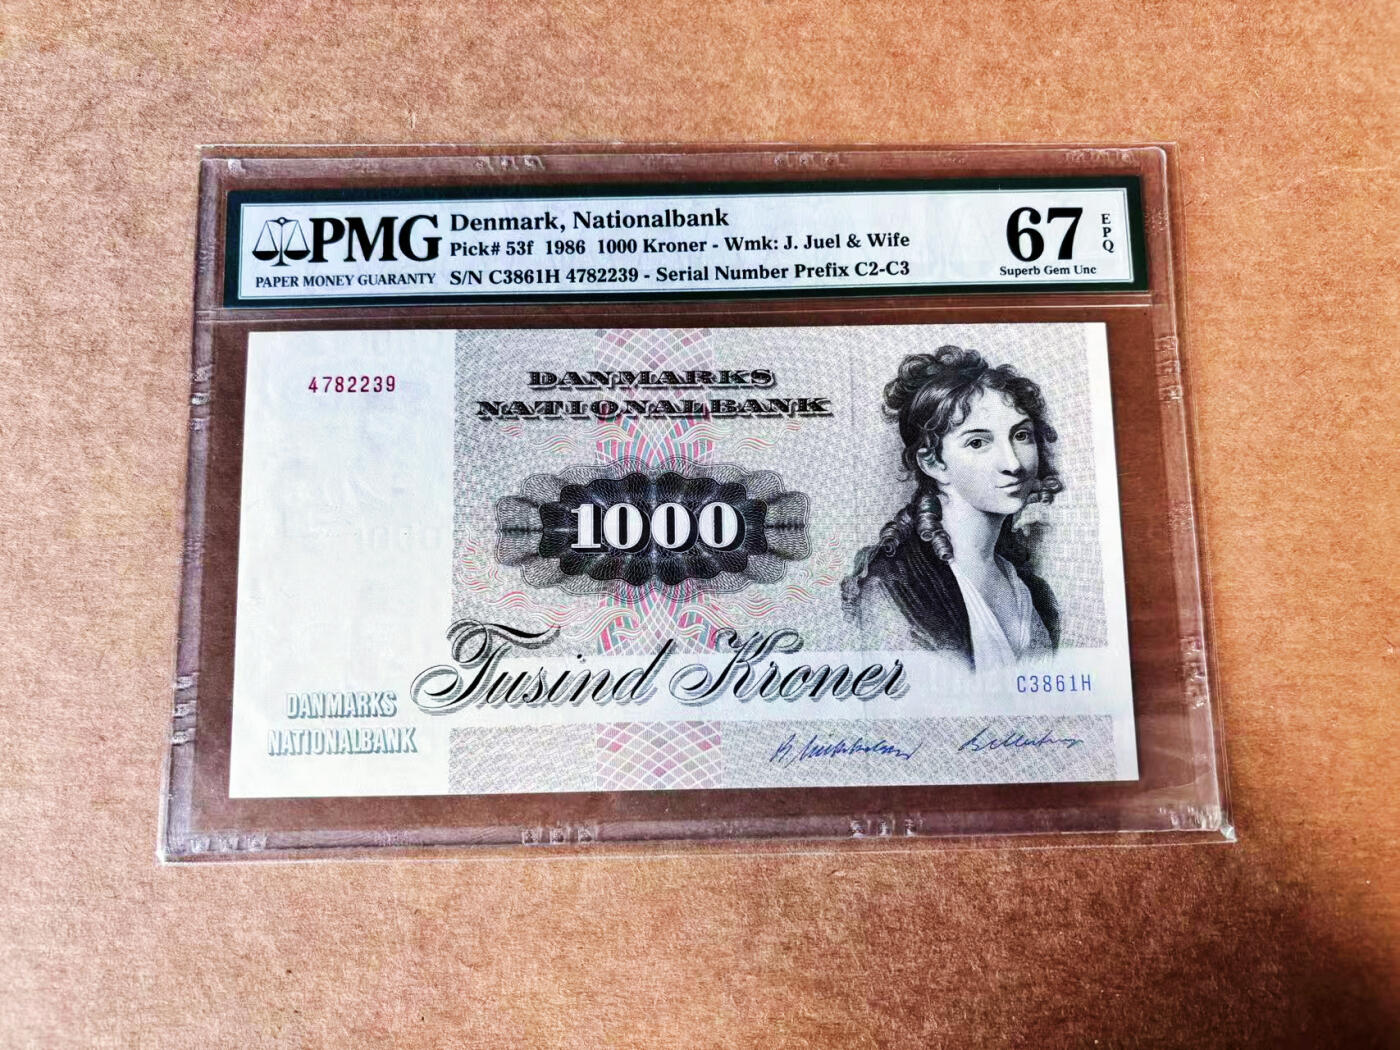 PMG
PAPER MONEY GUARANTY
Denmark, Nationalbank
Pick# 53f 1986 1000 Kroner - Wmk: J. Juel & Wife
S/N C3861H 4782239 - Serial Number Prefix C2-C3
67
EPQ
Superb Gem Unc
4782239
DANMARKS
NATIONALBANK
1000
Tusind Kroner
C3861H
DANMARKS
NATIONALBANK